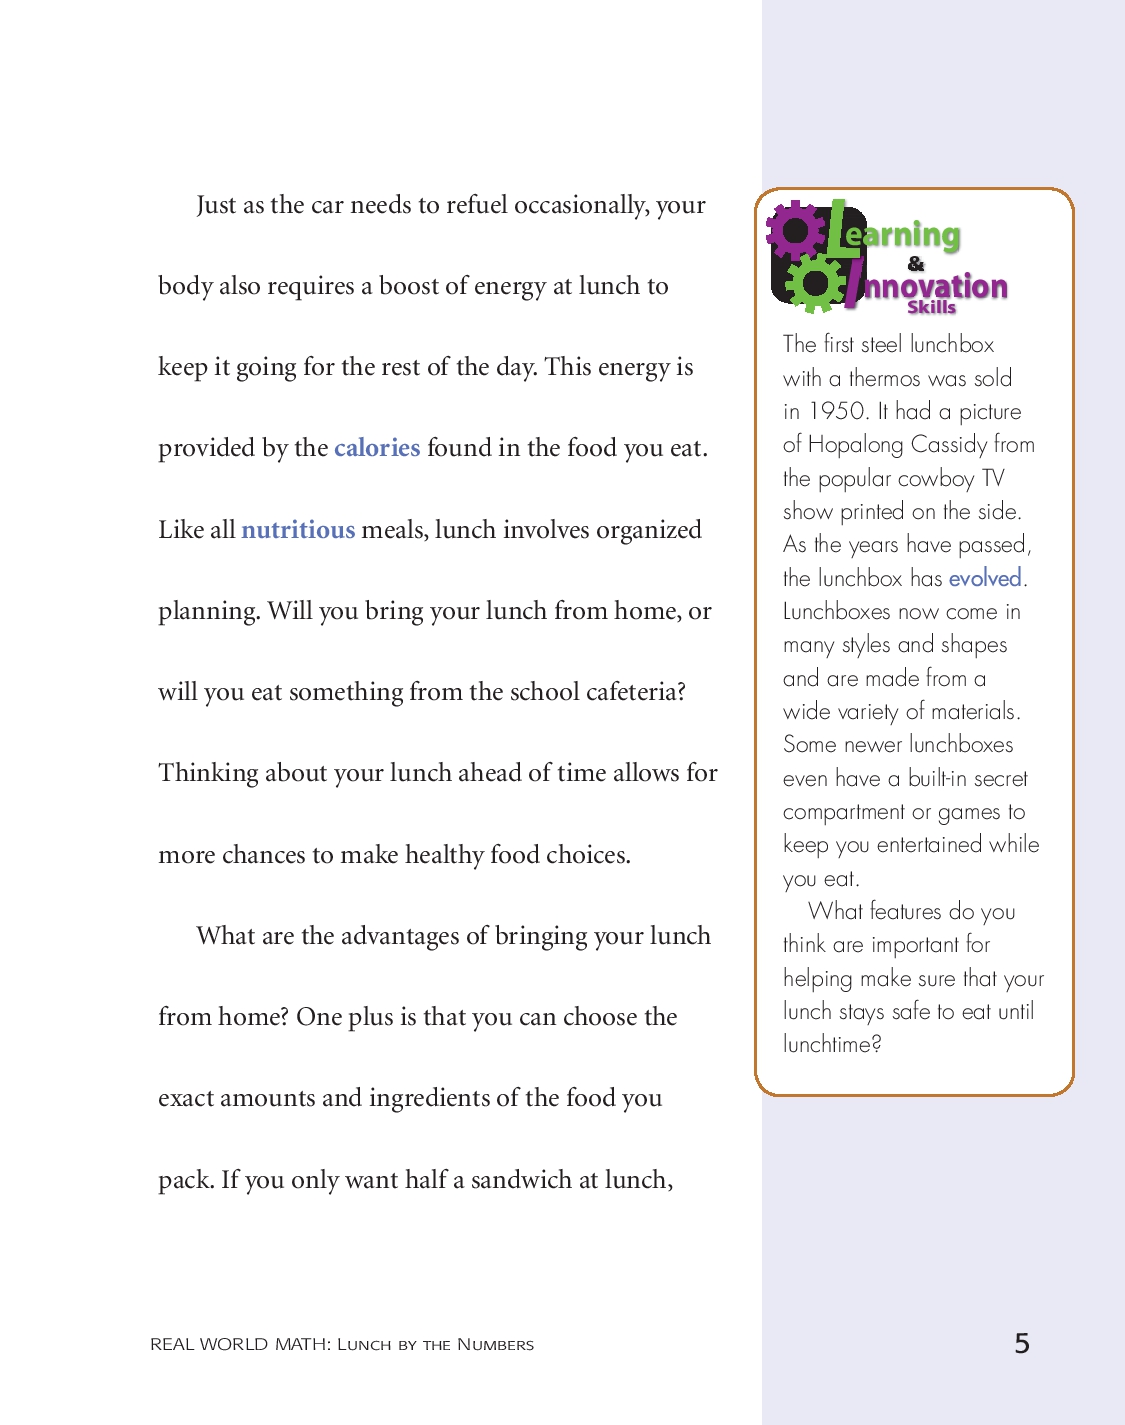 Just as the car needs to refuel occasionally, your
body also requires a boost of energy at lunch to
keep it going for the rest of the day. This energy is
provided by the calories found in the food you eat.
Like all nutritious meals, lunch involves organized
planning. Will you bring your lunch from home, or
will you eat something from the school cafeteria?
Thinking about your lunch ahead of time allows for
more chances to make healthy food choices.
What are the advantages of bringing your lunch
from home? One plus is that you can choose the
exact amounts and ingredients of the food you
pack. If you only want half a sandwich at lunch,
Learning
&
Innovation
Skills
The first steel lunchbox
with a thermos was sold
in 1950. It had a picture
of Hopalong Cassidy from
the popular cowboy TV
show printed on the side.
As the years have passed,
the lunchbox has evolved.
Lunchboxes now come in
many styles and shapes
and are made from a
wide variety of materials.
Some newer lunchboxes
even have a built-in secret
compartment or games to
keep you entertained while
you eat.
What features do you
think are important for
helping make sure that your
lunch stays safe to eat until
lunchtime?
REAL WORLD MATH: Lunch by the Numbers
5